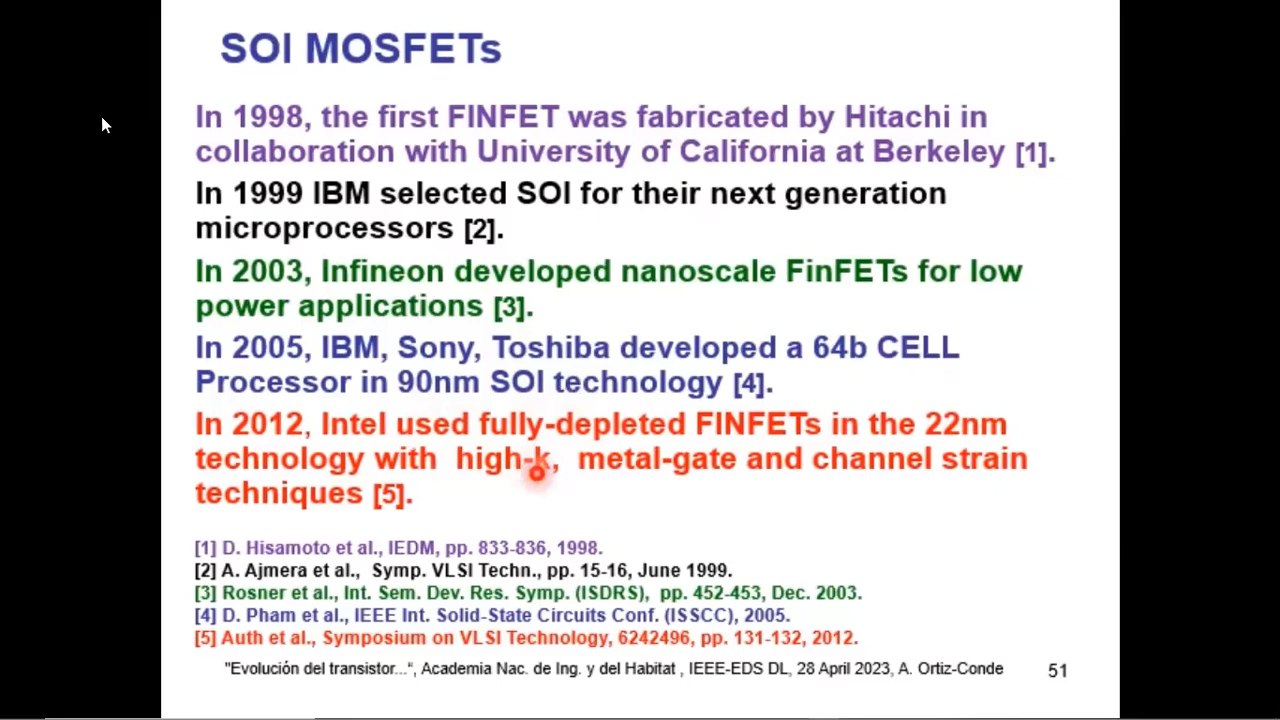 SOI MOSFETs
In 1998, the first FINFET was fabricated by Hitachi in
collaboration with University of California at Berkeley [1].
In 1999 IBM selected SOI for their next generation
microprocessors [2].
In 2003, Infineon developed nanoscale FinFETs for low
power applications [3].
In 2005, IBM, Sony, Toshiba developed a 64b CELL
Processor in 90nm SOI technology [4].
In 2012, Intel used fully-depleted FINFETs in the 22nm
technology with high-k, metal-gate and channel strain
techniques [5].
[1] D. Hisamoto et al., IEDM, pp. 833-836, 1998.
[2] A. Ajmera et al., Symp. VLSI Techn., pp. 15-16, June 1999.
[3] Rosner et al., Int. Sem. Dev. Res. Symp. (ISDRS), pp. 452-453, Dec. 2003.
[4] D. Pham et al., IEEE Int. Solid-State Circuits Conf. (ISSCC), 2005.
[5] Auth et al., Symposium on VLSI Technology, 6242496, pp. 131-132, 2012.
"Evolución del transistor...“, Academia Nac. de Ing. y del Habitat , IEEE-EDS DL, 28 April 2023, A. Ortiz-Conde 51